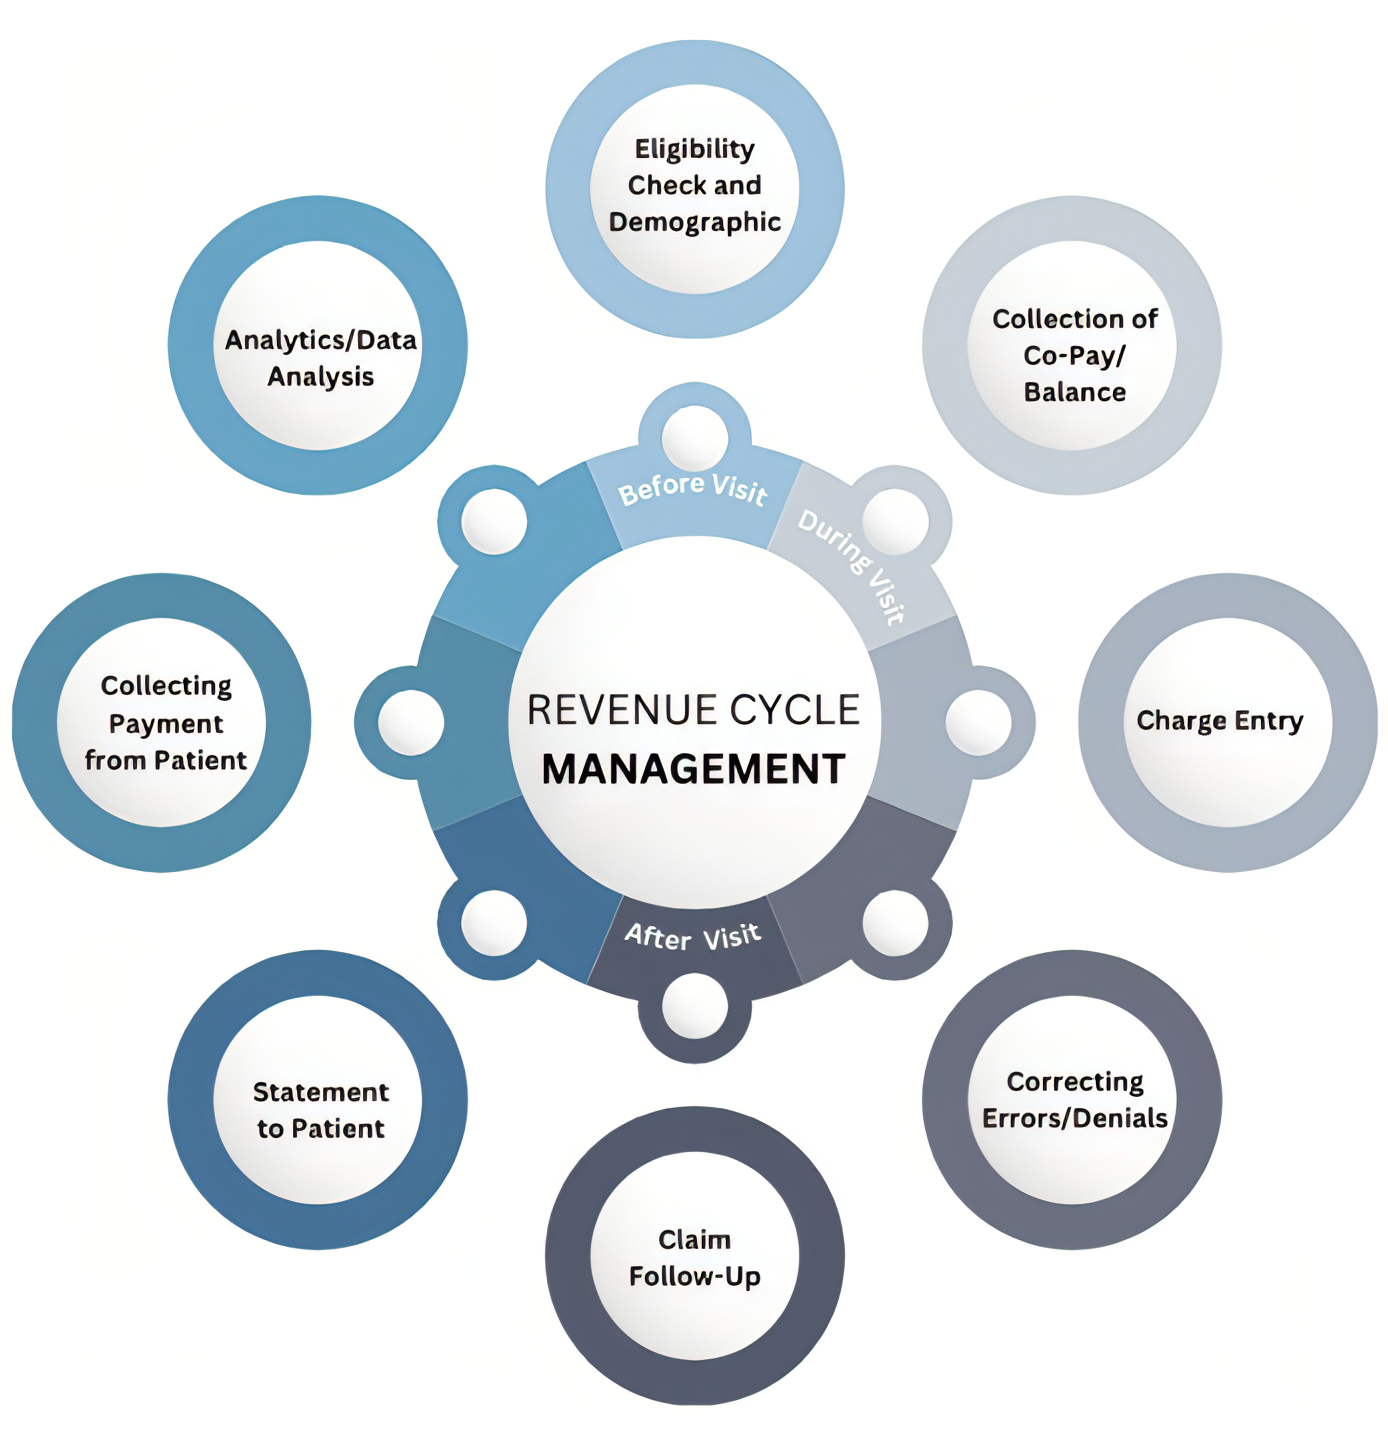 Eligibility
Check and
Demographic
Collection of
Co-Pay/
Balance
Charge Entry
Correcting
Errors/Denials
Claim
Follow-Up
Statement
to Patient
Collecting
Payment
from Patient
Analytics/Data
Analysis
Before Visit
During Visit
After Visit
REVENUE CYCLE
MANAGEMENT